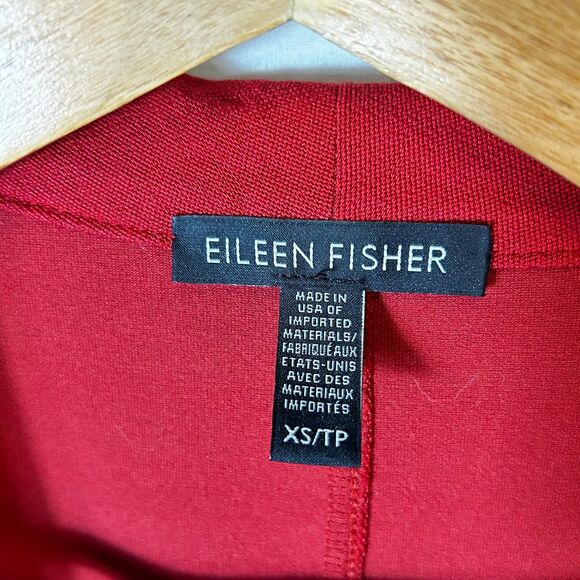 EILEEN FISHER
MADE IN
USA OF
IMPORTED
MATERIALS/
FABRIQUÉ AUX
ETATS-UNIS
AVEC DES
MATERIAUX
IMPORTÉS
XS/TP